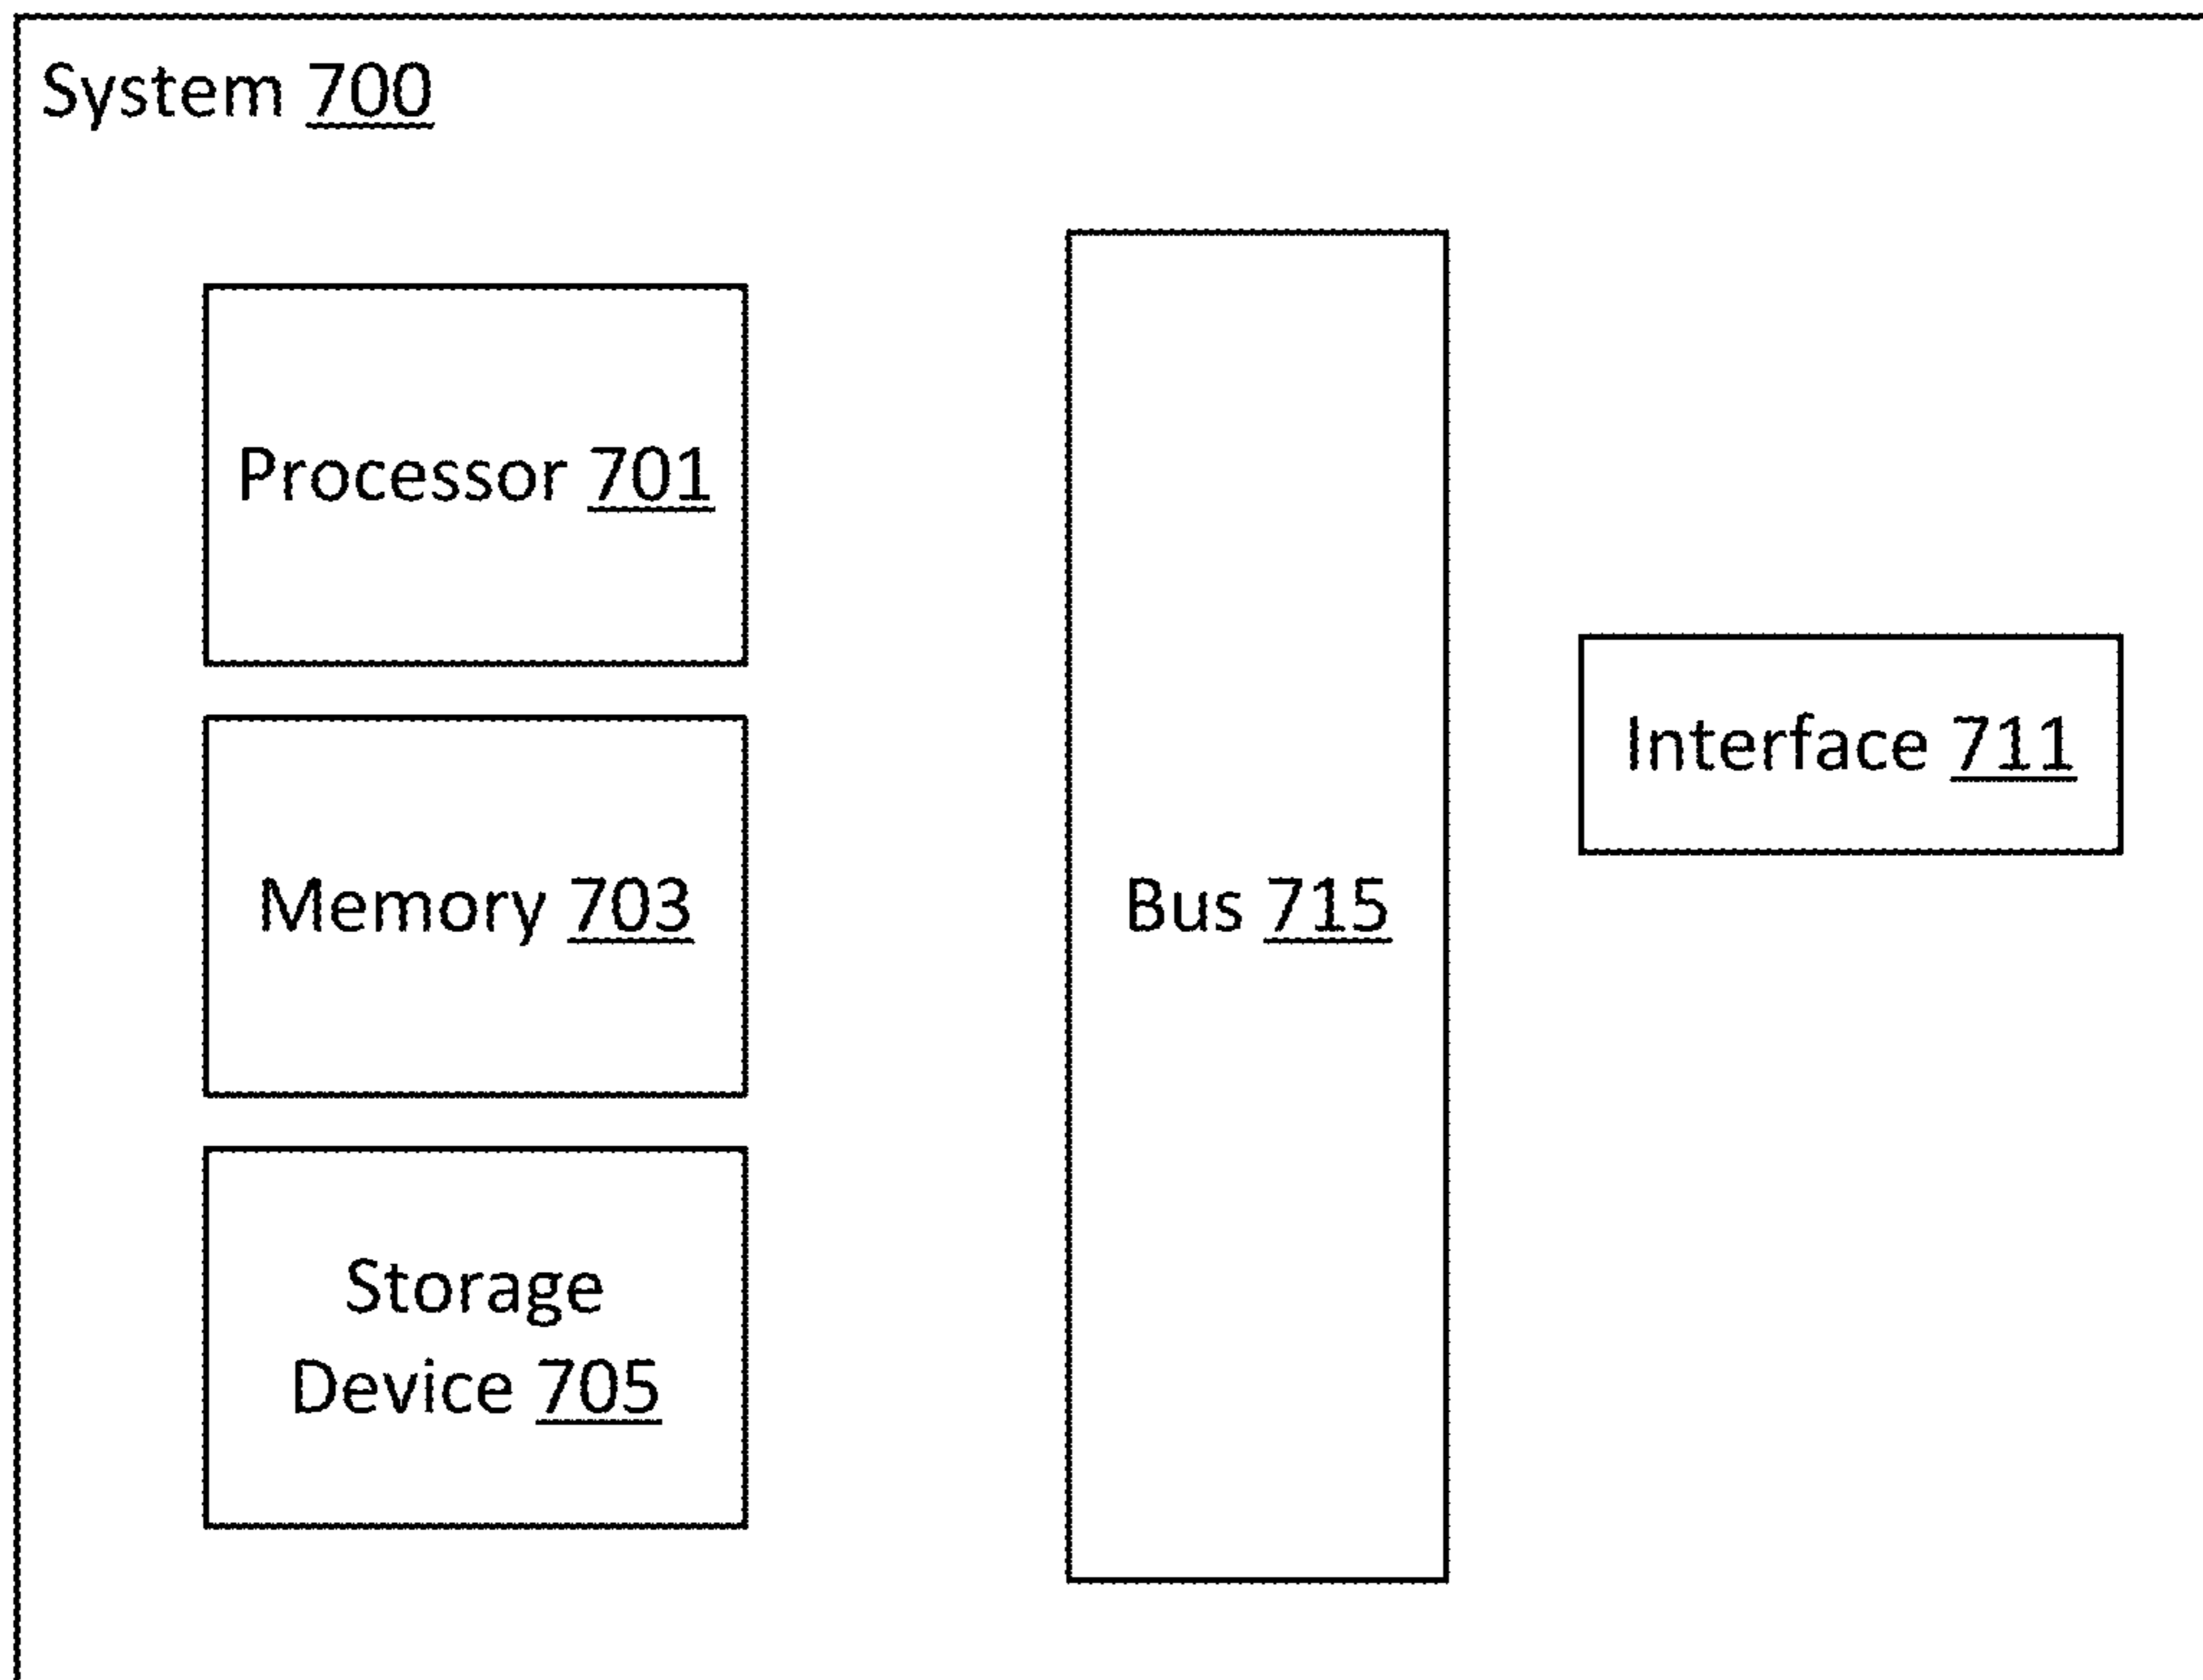 System 700
Processor 701
Memory 703
Storage
Device 705
Bus 715
Interface 711